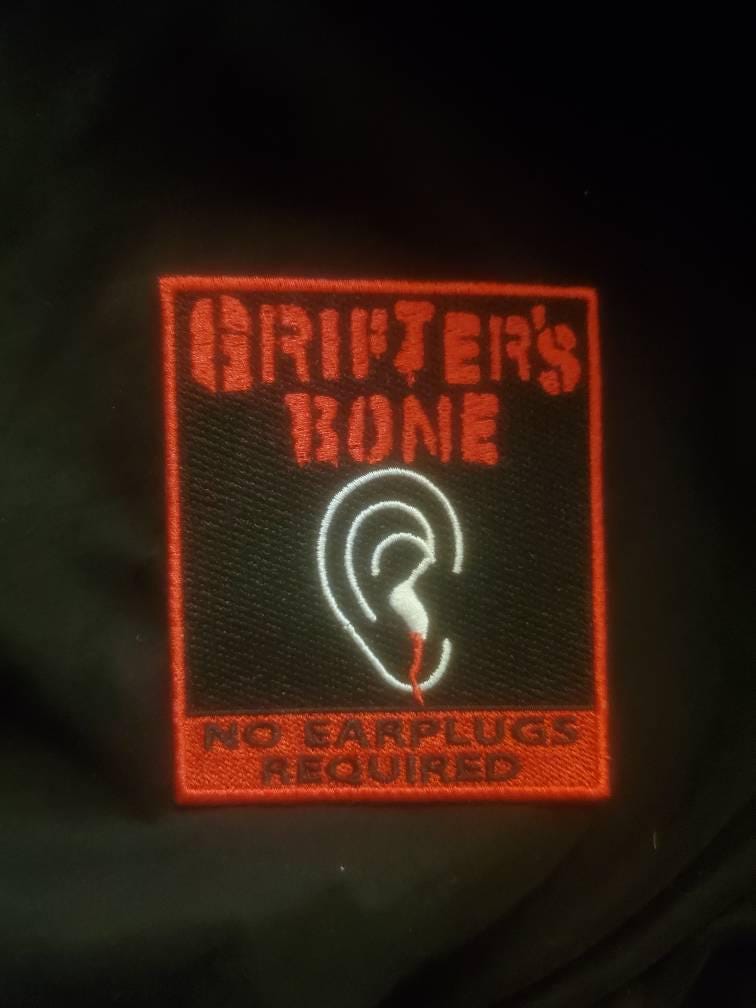 GRIFTER'S
BONE
NO EARPLUGS
REQUIRED